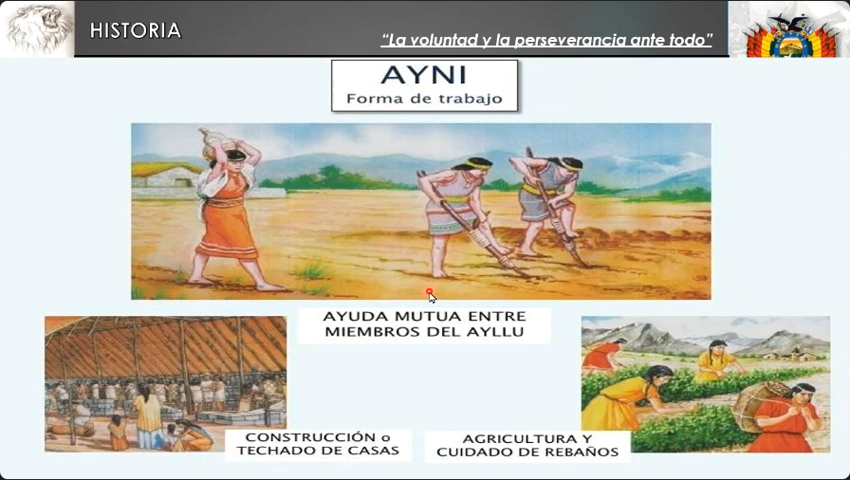 HISTORIA
“La voluntad y la perseverancia ante todo”
AYNI
Forma de trabajo
AYUDA MUTUA ENTRE
MIEMBROS DEL AYLLU
CONSTRUCCIÓN o
TECHADO DE CASAS
AGRICULTURA Y
CUIDADO DE REBAÑOS